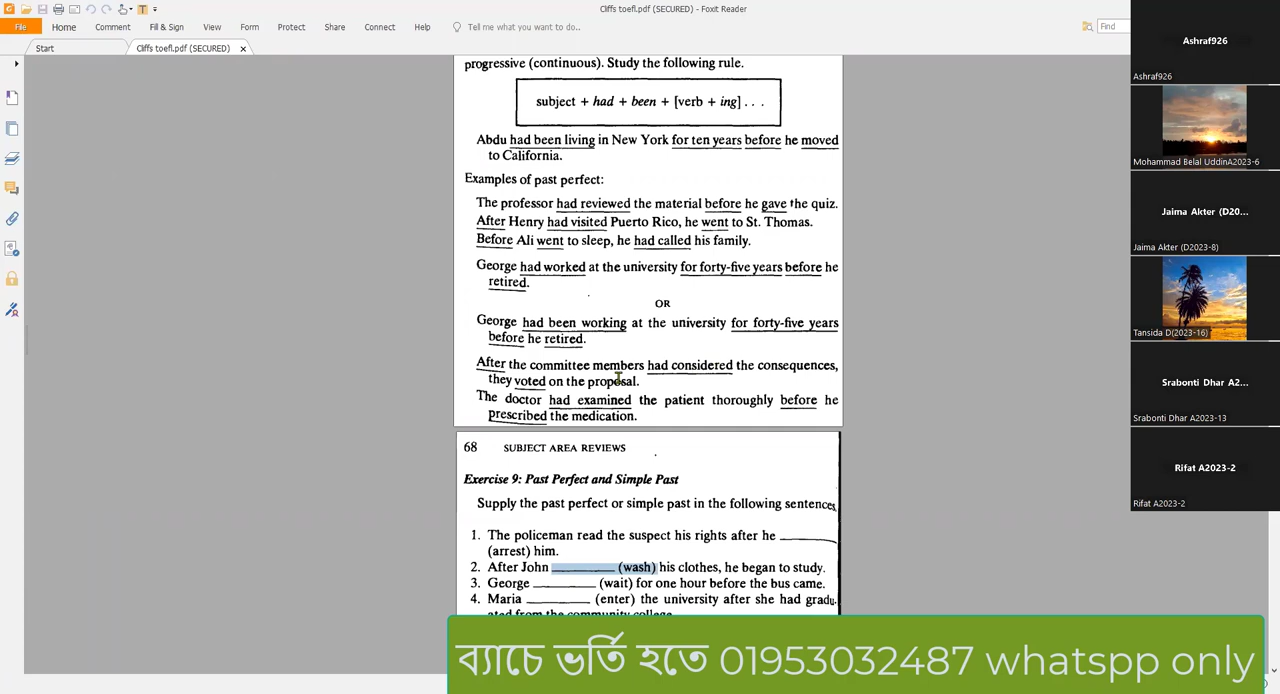 Cliffs toefl.pdf (SECURED) - Foxit Reader
File Home Comment Fill & Sign View Form Protect Share Connect Help Tell me what you want to do.. Find
Start Cliffs toefl.pdf (SECURED)
progressive (continuous). Study the following rule.
subject + had + been + [verb + ing] . . .
Abdu had been living in New York for ten years before he moved
to California.
Examples of past perfect:
The professor had reviewed the material before he gave the quiz.
After Henry had visited Puerto Rico, he went to St. Thomas.
Before Ali went to sleep, he had called his family.
George had worked at the university for forty-five years before he
retired.
OR
George had been working at the university for forty-five years
before he retired.
After the committee members had considered the consequences,
they voted on the proposal.
The doctor had examined the patient thoroughly before he
prescribed the medication.
68 SUBJECT AREA REVIEWS
Exercise 9: Past Perfect and Simple Past
Supply the past perfect or simple past in the following sentences
1. The policeman read the suspect his rights after he ________
(arrest) him.
2. After John ________ (wash) his clothes, he began to study.
3. George ________ (wait) for one hour before the bus came.
4. Maria ________ (enter) the university after she had gradu-
ated from the community college.
Ashraf926
Ashraf926
Mohammad Belal UddinA2023-6
Jaima Akter (D20...
Jaima Akter (D2023-8)
Tansida D(2023-16)
Srabonti Dhar A2...
Srabonti Dhar A2023-13
Rifat A2023-2
Rifat A2023-2
ব্যাচে ভর্তি হতে 01953032487 whatspp only